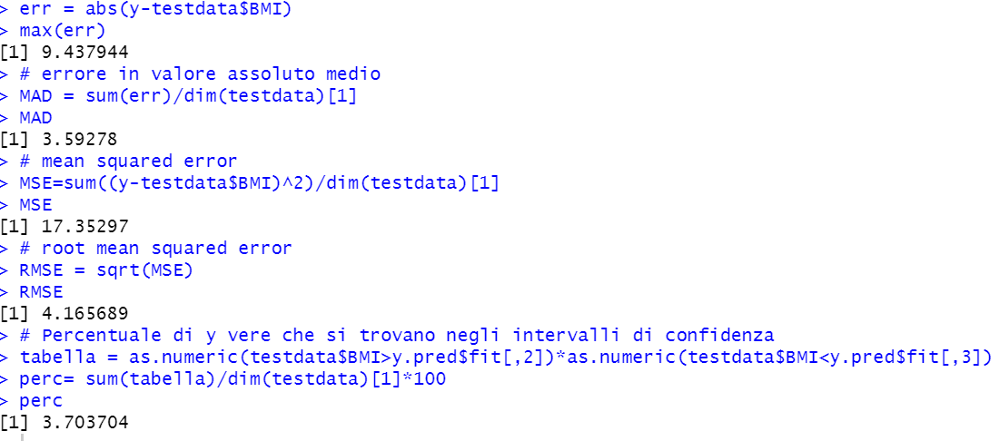 > err = abs(y-testdata$BMI)
> max(err)
[1] 9.437944
> # errore in valore assoluto medio
> MAD = sum(err)/dim(testdata)[1]
> MAD
[1] 3.59278
> # mean squared error
> MSE=sum((y-testdata$BMI)^2)/dim(testdata)[1]
> MSE
[1] 17.35297
> # root mean squared error
> RMSE = sqrt(MSE)
> RMSE
[1] 4.165689
> # Percentuale di y vere che si trovano negli intervalli di confidenza
> tabella = as.numeric(testdata$BMI>y.pred$fit[,2])*as.numeric(testdata$BMI<y.pred$fit[,3])
> perc= sum(tabella)/dim(testdata)[1]*100
> perc
[1] 3.703704